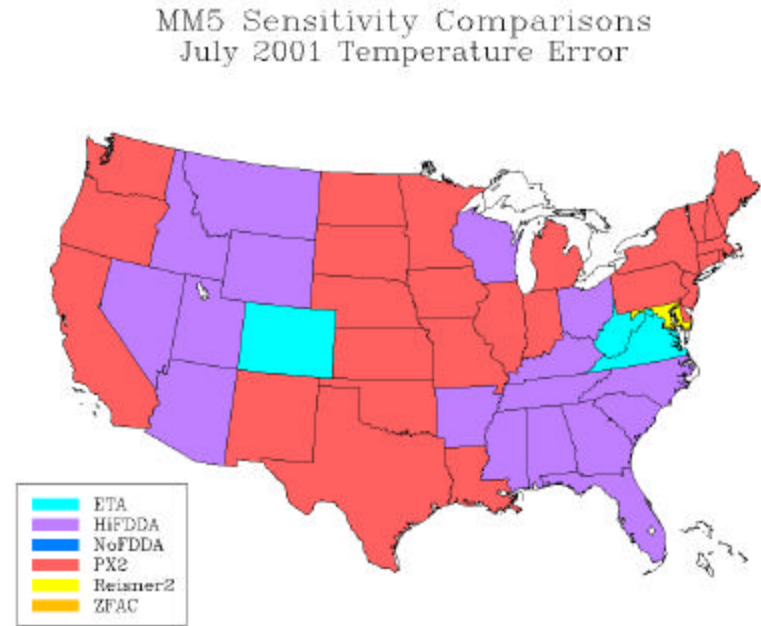 MM5 Sensitivity Comparisons
July 2001 Temperature Error
ETA
HiFDDA
NoFDDA
PX2
Reisner2
ZFAC